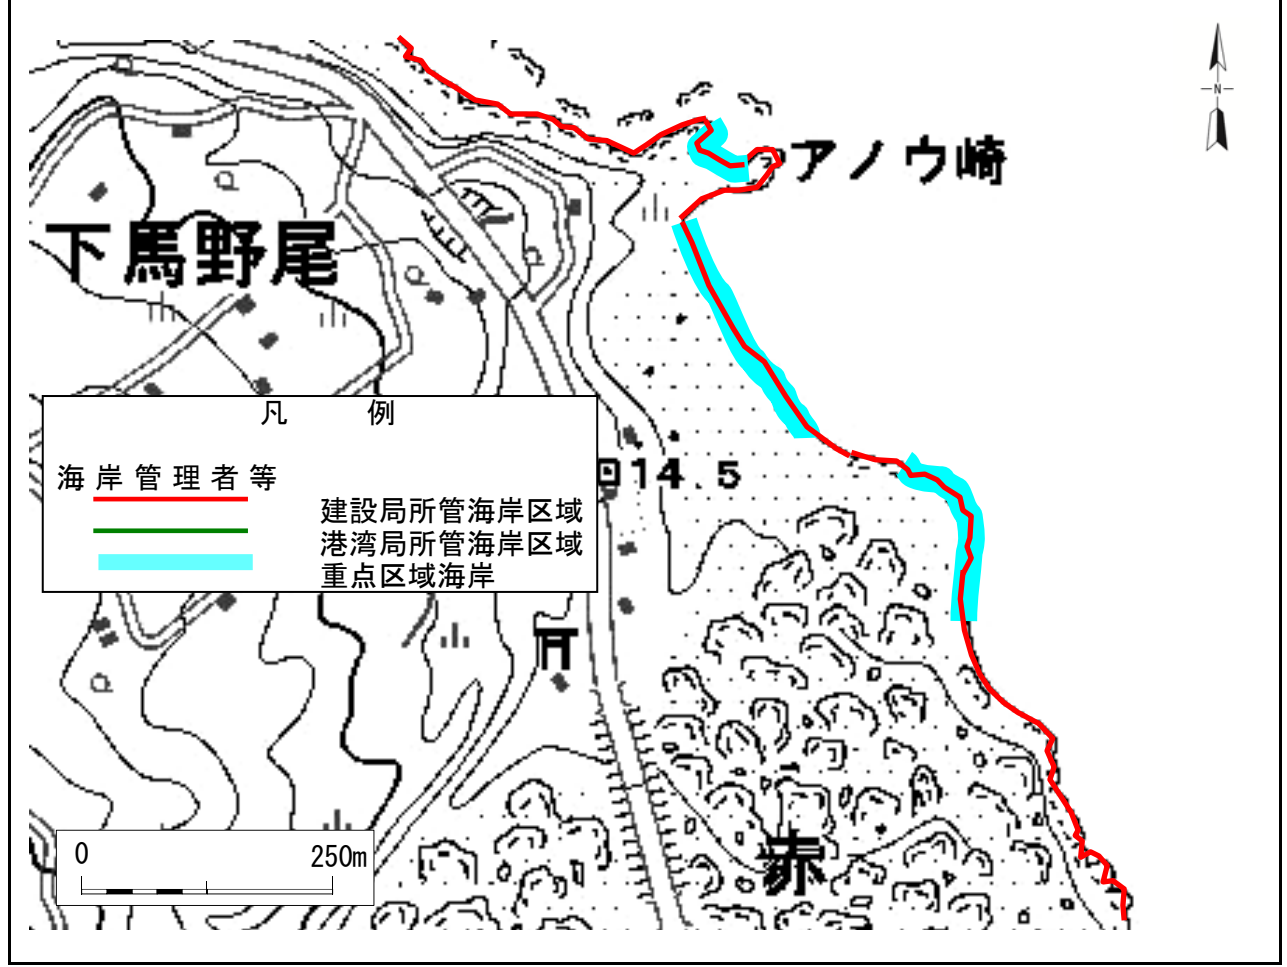 N
アノウ崎
下馬野尾
凡 例
海岸管理者等
建設局所管海岸区域
港湾局所管海岸区域
重点区域海岸
14.5
赤
0 250m